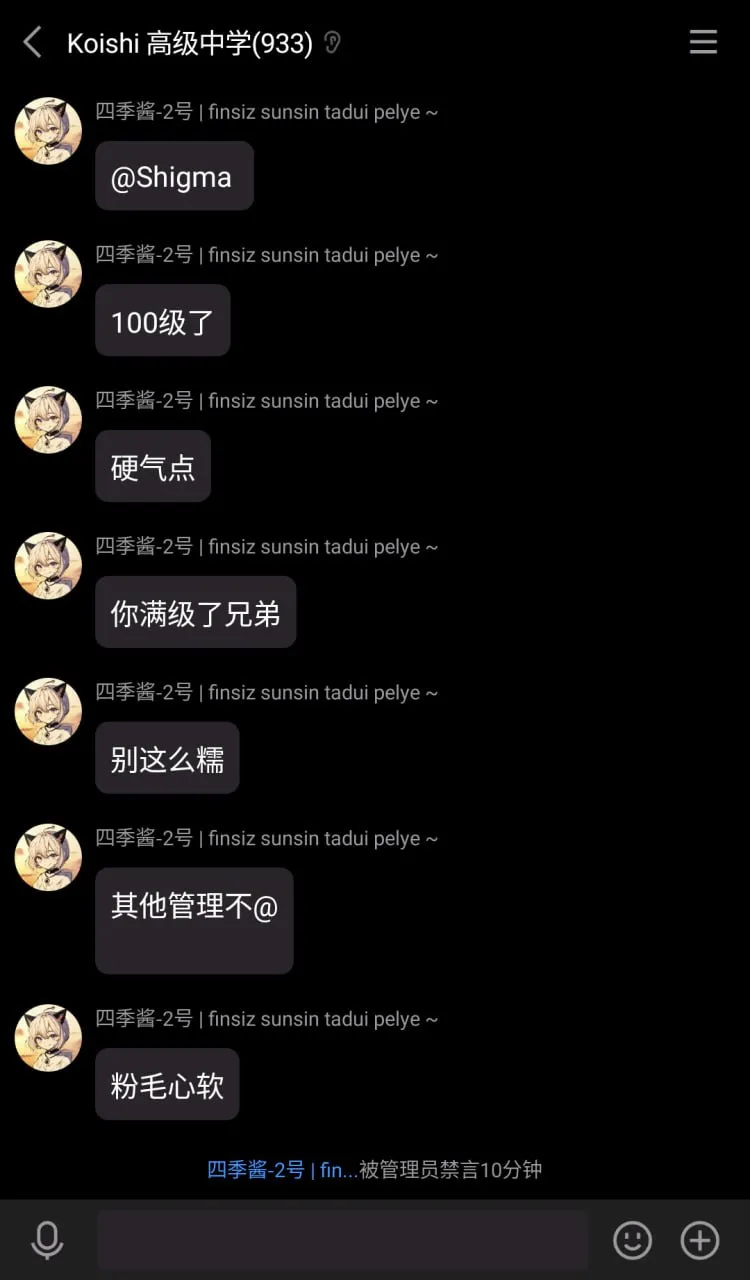 Koishi 高级中学(933)
四季酱-2号 | finsiz sunsin tadui pelye ~
@Shigma
四季酱-2号 | finsiz sunsin tadui pelye ~
100级了
四季酱-2号 | finsiz sunsin tadui pelye ~
硬气点
四季酱-2号 | finsiz sunsin tadui pelye ~
你满级了兄弟
四季酱-2号 | finsiz sunsin tadui pelye ~
别这么糯
四季酱-2号 | finsiz sunsin tadui pelye ~
其他管理不@
四季酱-2号 | finsiz sunsin tadui pelye ~
粉毛心软
四季酱-2号 | fin...被管理员禁言10分钟